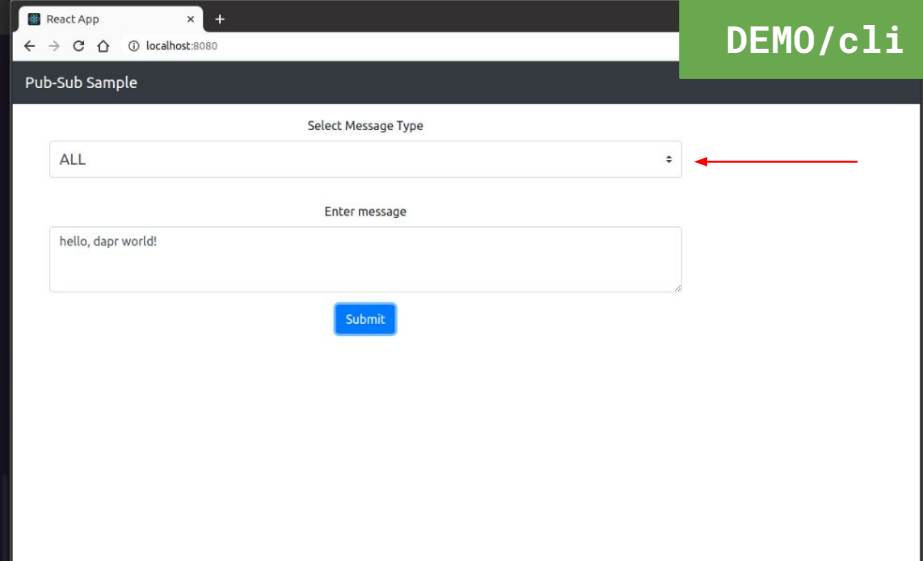 React App
DEMO/cli
localhost:8080
Pub-Sub Sample
Select Message Type
ALL
Enter message
hello, dapr world!
Submit